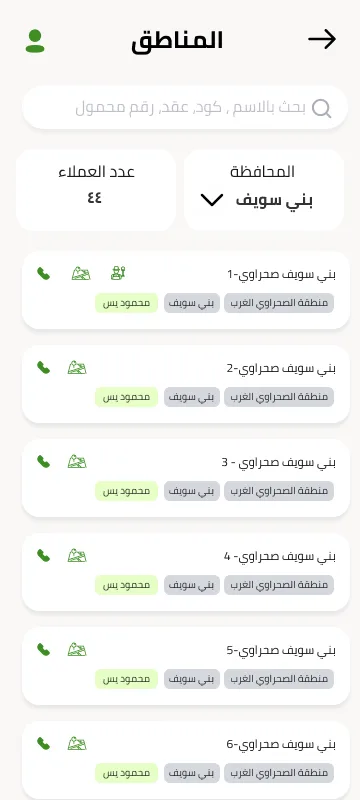 المناطق
بحث بالاسم , كود, عقد, رقم محمول
المحافظة
بني سويف
عدد العملاء
٤٤
بني سويف صحراوي-1
منطقة الصحراوي الغرب
بني سويف
محمود يس
بني سويف صحراوي-2
منطقة الصحراوي الغرب
بني سويف
محمود يس
بني سويف صحراوي - 3
منطقة الصحراوي الغرب
بني سويف
محمود يس
بني سويف صحراوي- 4
منطقة الصحراوي الغرب
بني سويف
محمود يس
بني سويف صحراوي-5
منطقة الصحراوي الغرب
بني سويف
محمود يس
بني سويف صحراوي-6
منطقة الصحراوي الغرب
بني سويف
محمود يس